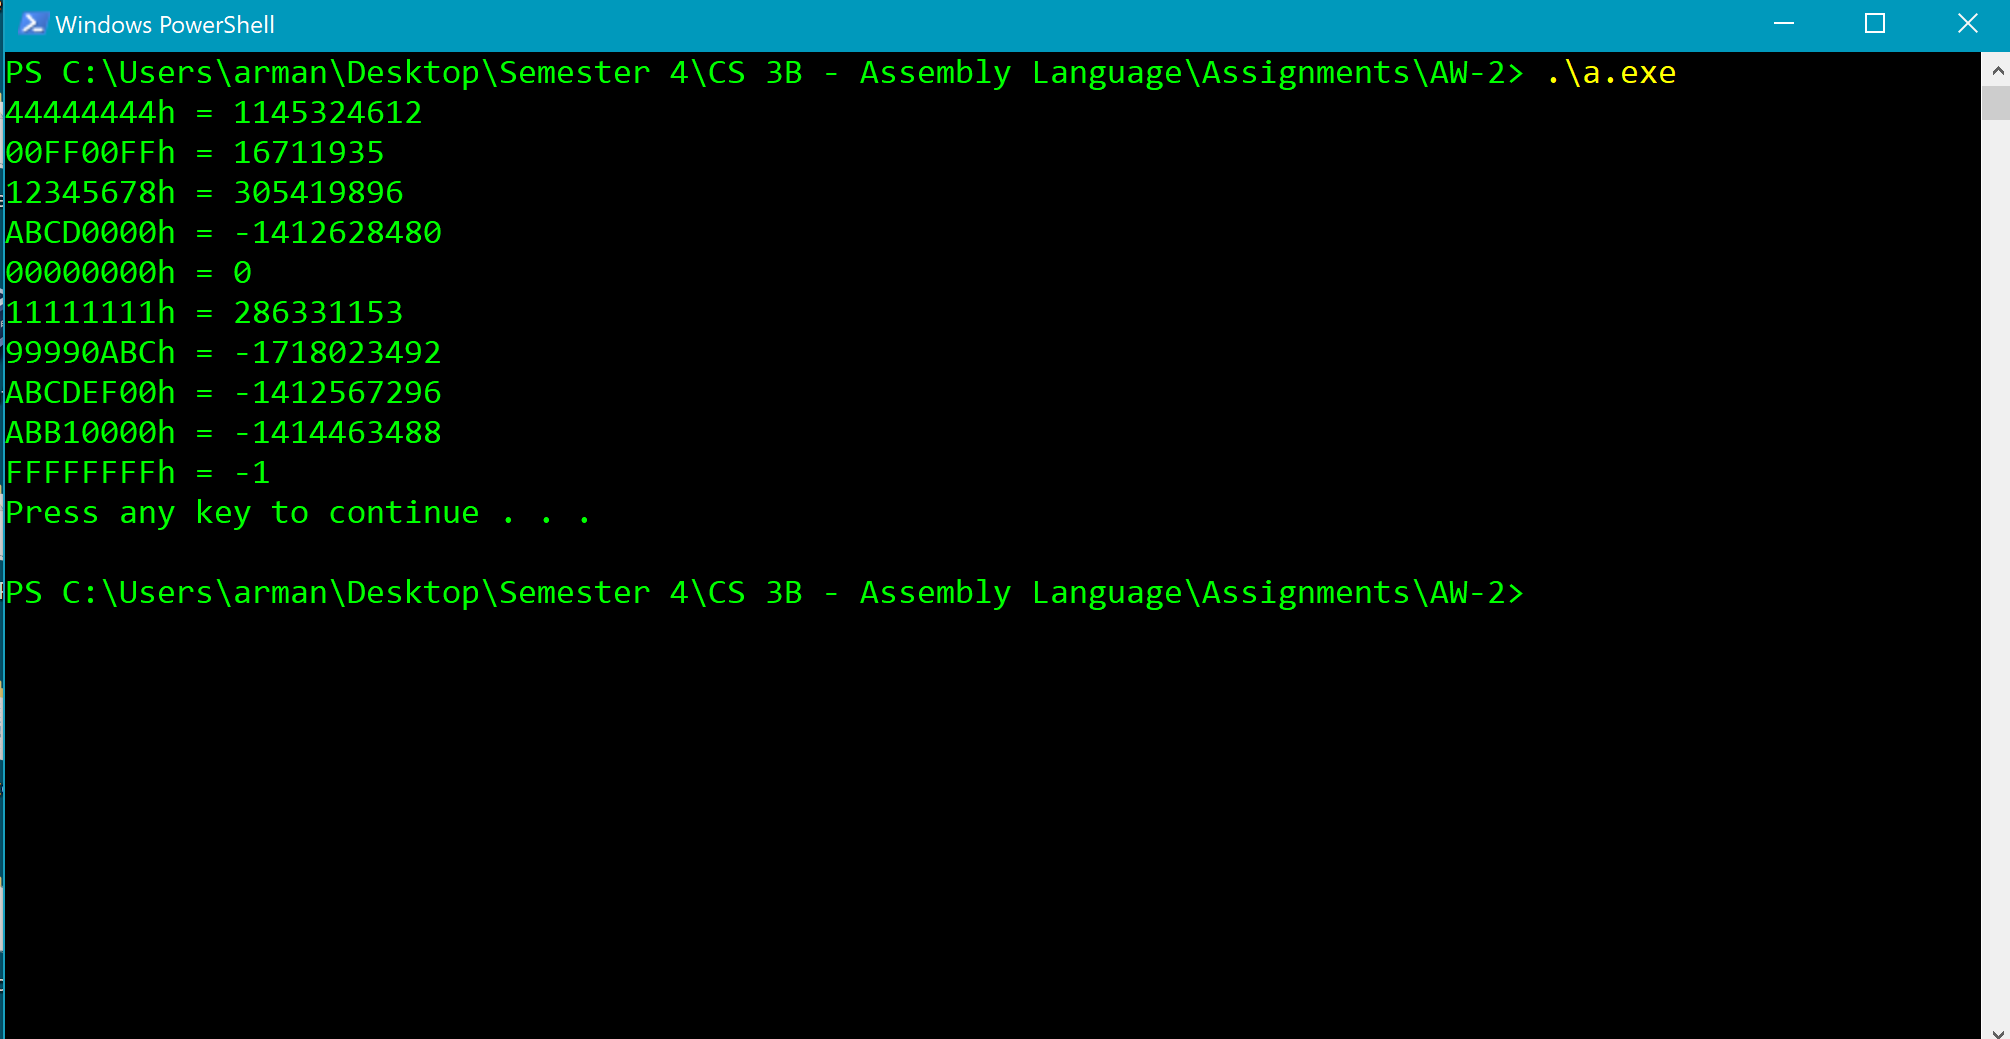 Windows PowerShell
PS C:\Users\arman\Desktop\Semester 4\CS 3B - Assembly Language\Assignments\AW-2> .\a.exe
44444444h = 1145324612
00FF00FFh = 16711935
12345678h = 305419896
ABCD0000h = -1412628480
00000000h = 0
11111111h = 286331153
99990ABCh = -1718023492
ABCDEF00h = -1412567296
ABB10000h = -1414463488
FFFFFFFFh = -1
Press any key to continue . . .
PS C:\Users\arman\Desktop\Semester 4\CS 3B - Assembly Language\Assignments\AW-2>